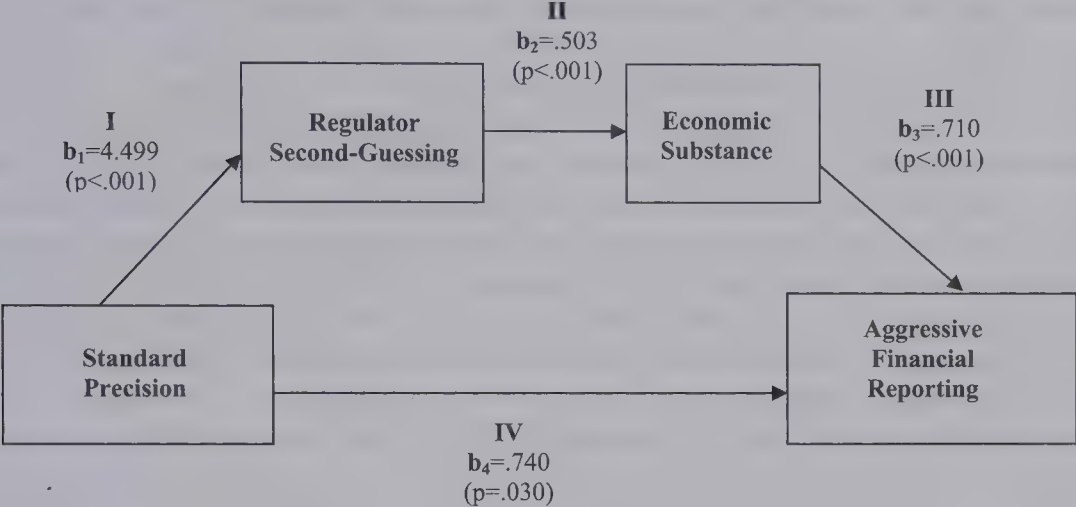 II
b₂=.503
(p<.001)
I
b₁=4.499
(p<.001)
Regulator
Second-Guessing
Economic
Substance
III
b₃=.710
(p<.001)
Standard
Precision
Aggressive
Financial
Reporting
IV
b₄=.740
(p=.030)